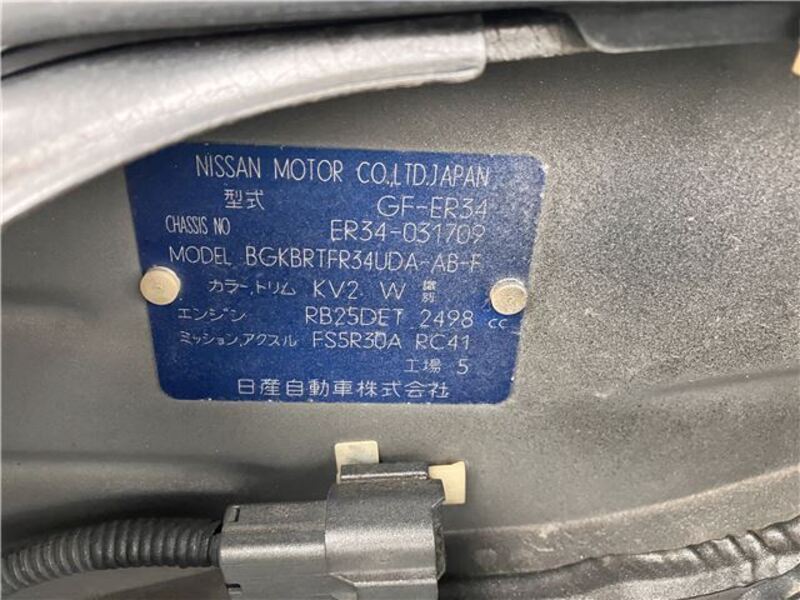 NISSAN MOTOR CO.,LTD.JAPAN
型式 GF-ER34
CHASSIS NO ER34-031709
MODEL BGKBRTFR34UDA-AB-F
カラー,トリム KV2 W 識別
エンジン RB25DET 2498 cc
ミッション,アクスル FS5R30A RC41
工場 5
日産自動車株式会社